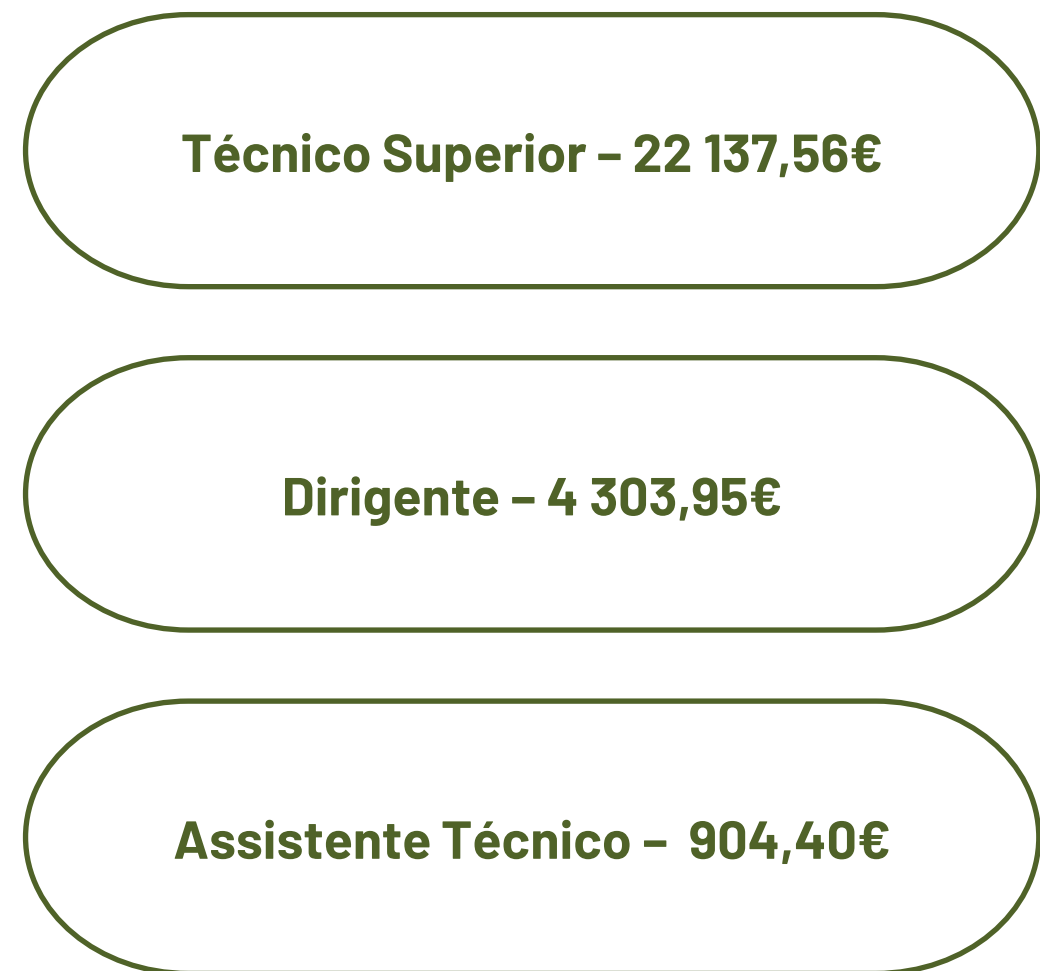 Técnico Superior – 22 137,56€
Dirigente – 4 303,95€
Assistente Técnico –  904,40€